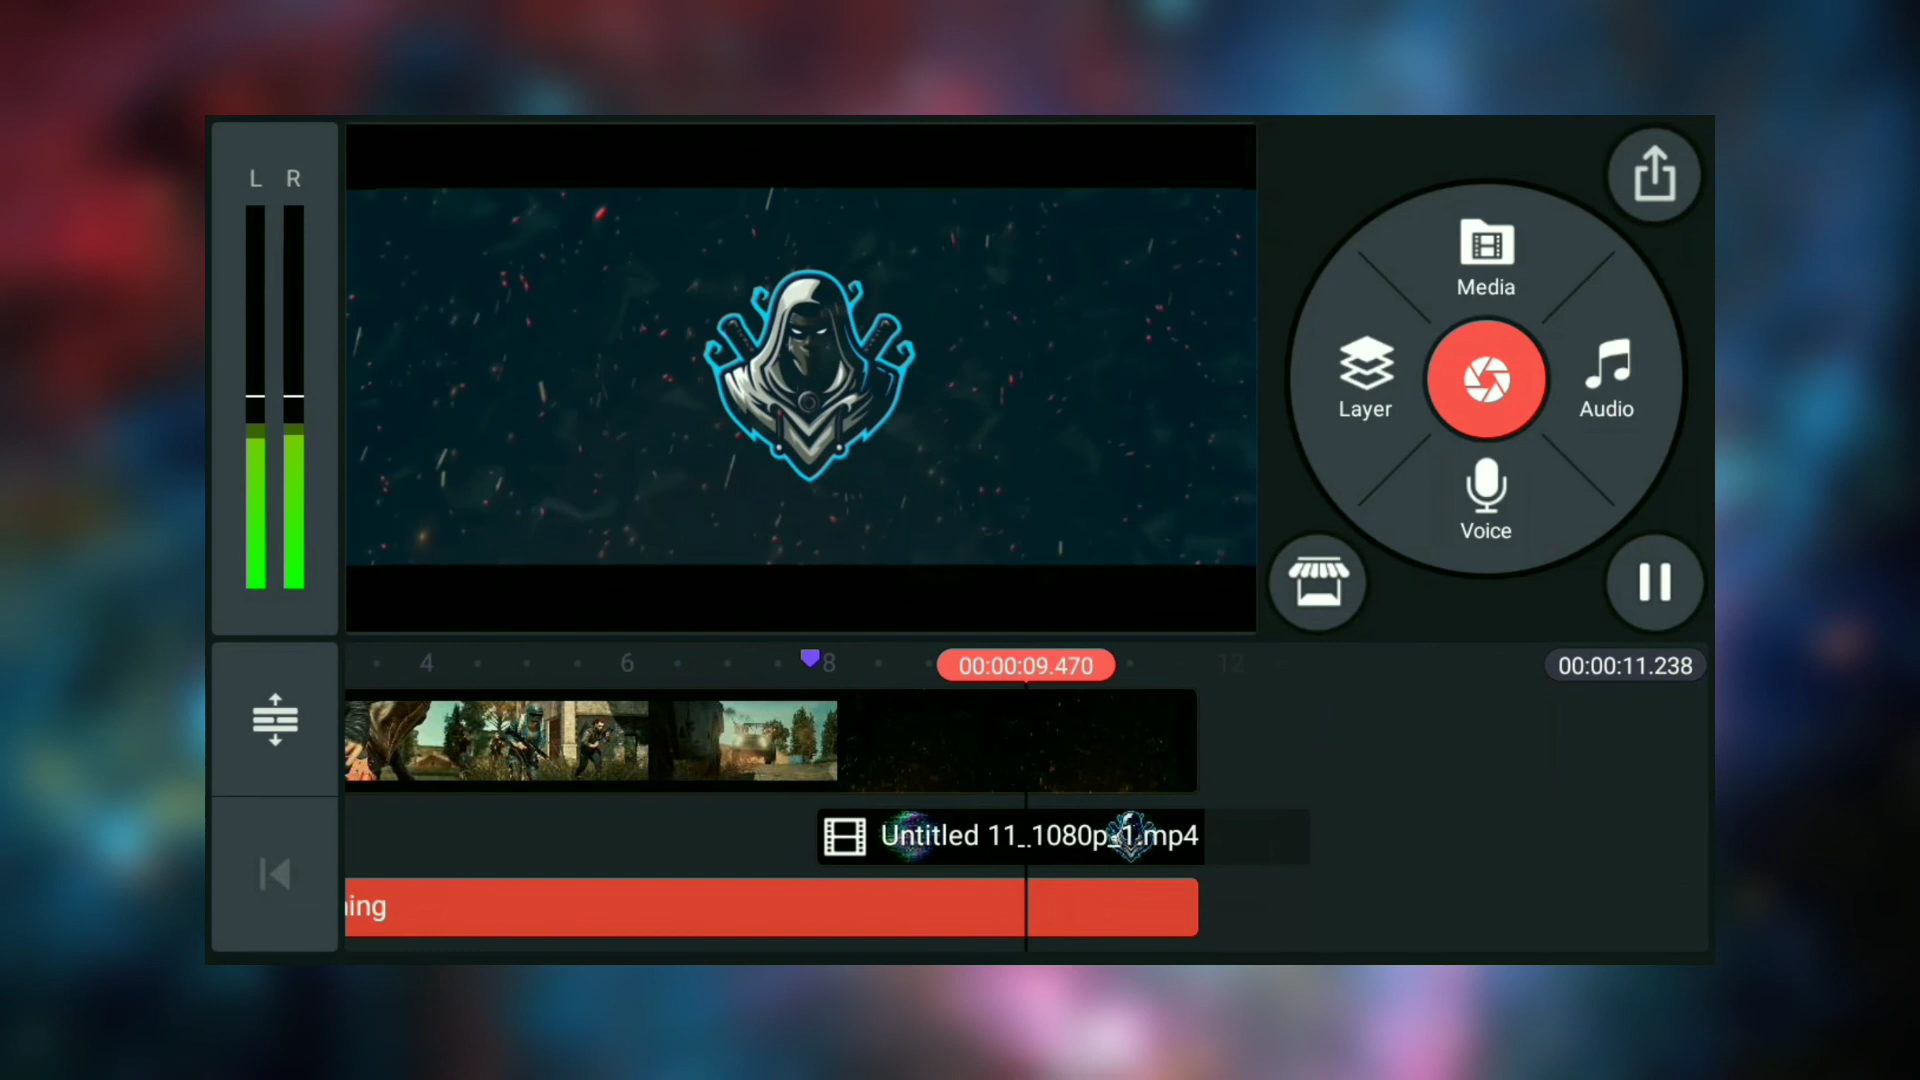 L R
Media
Layer
Audio
Voice
4 6 8 12
00:00:09.470
00:00:11.238
Untitled 11_1080p_1.mp4
ing